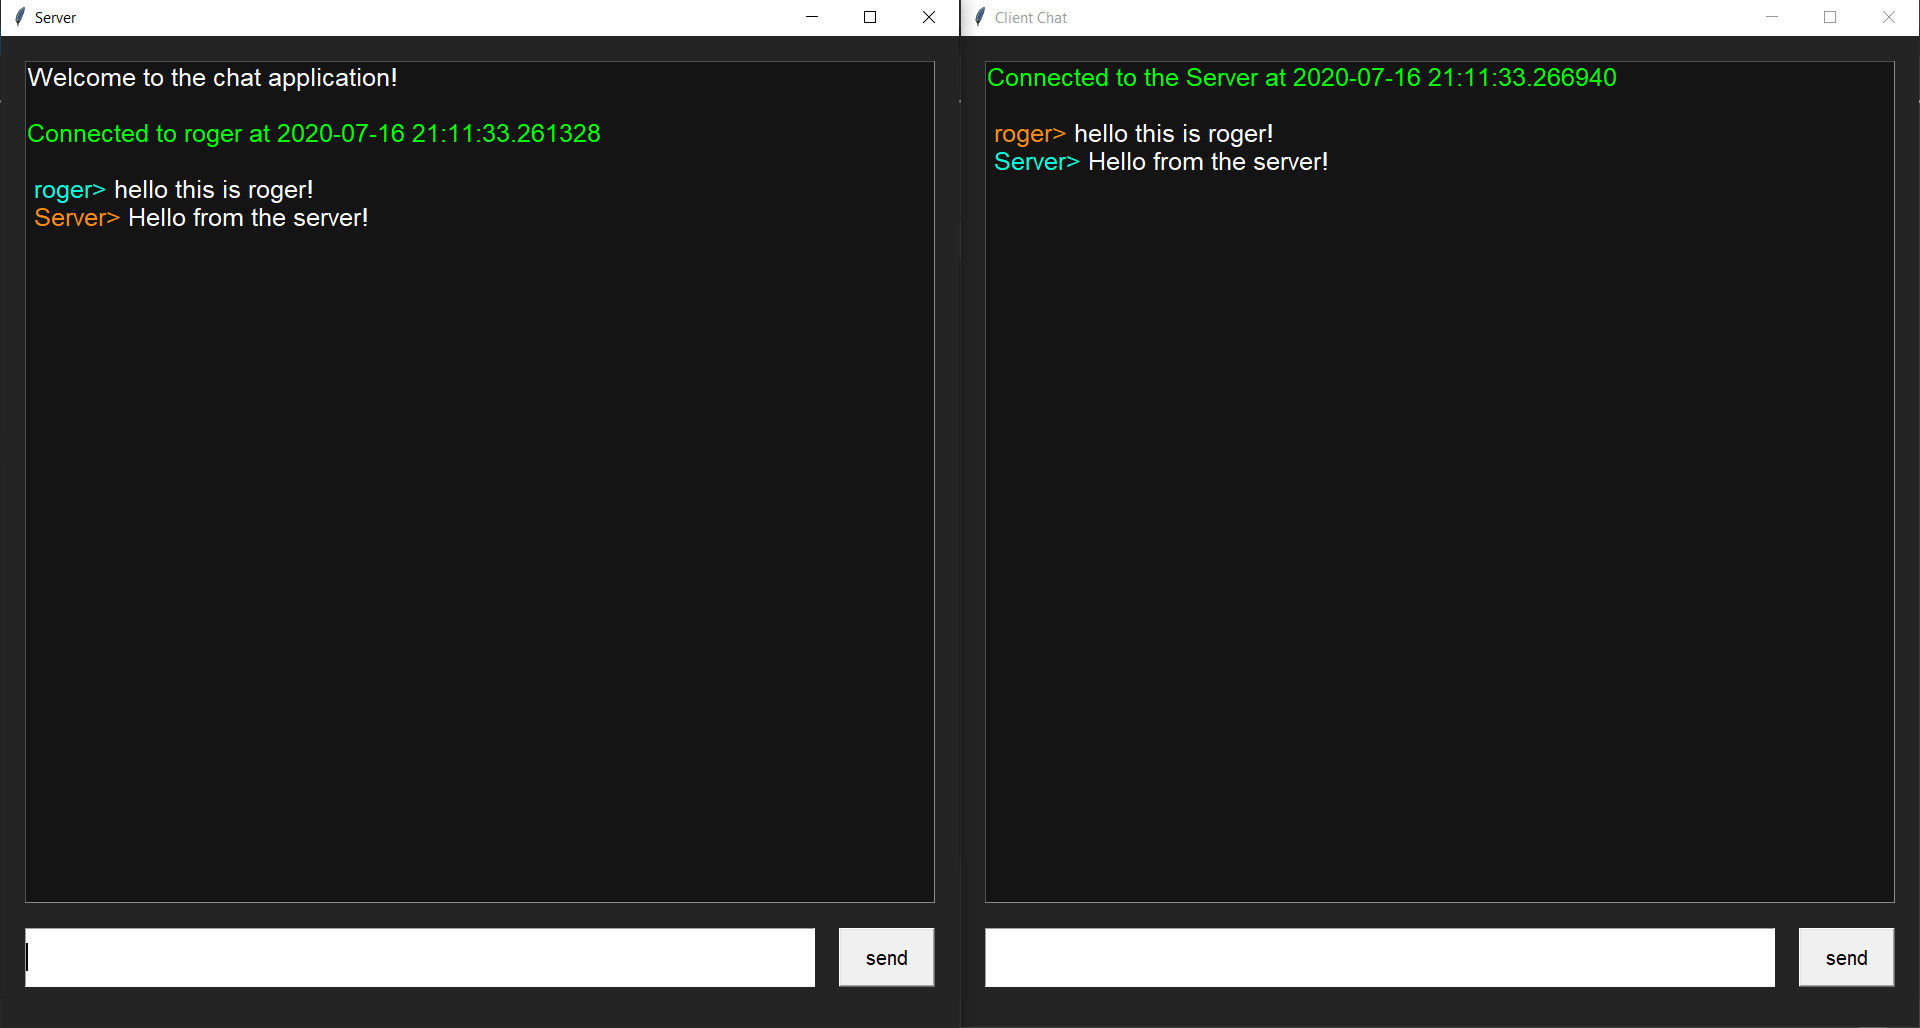 Server
Welcome to the chat application!
Connected to roger at 2020-07-16 21:11:33.261328
roger> hello this is roger!
Server> Hello from the server!
send
Client Chat
Connected to the Server at 2020-07-16 21:11:33.266940
roger> hello this is roger!
Server> Hello from the server!
send